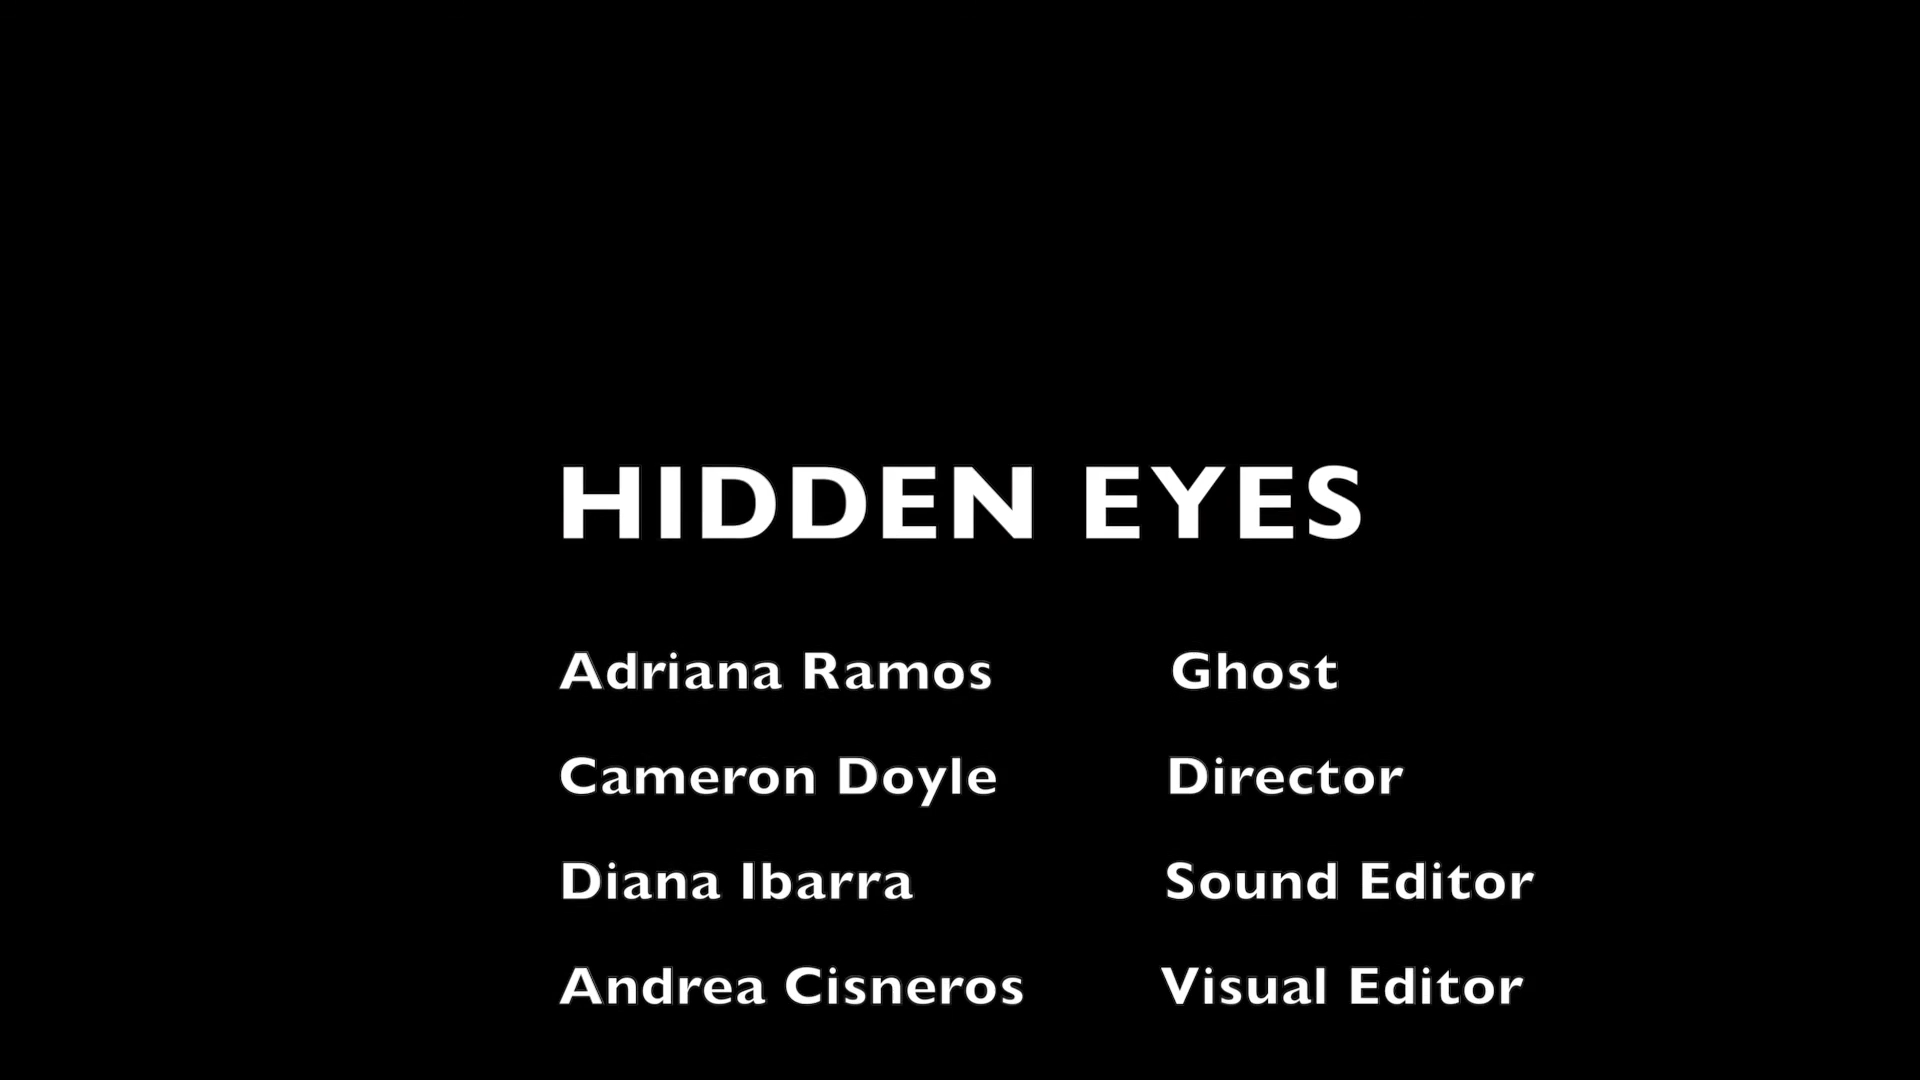 HIDDEN EYES
Adriana Ramos Ghost
Cameron Doyle Director
Diana Ibarra Sound Editor
Andrea Cisneros Visual Editor